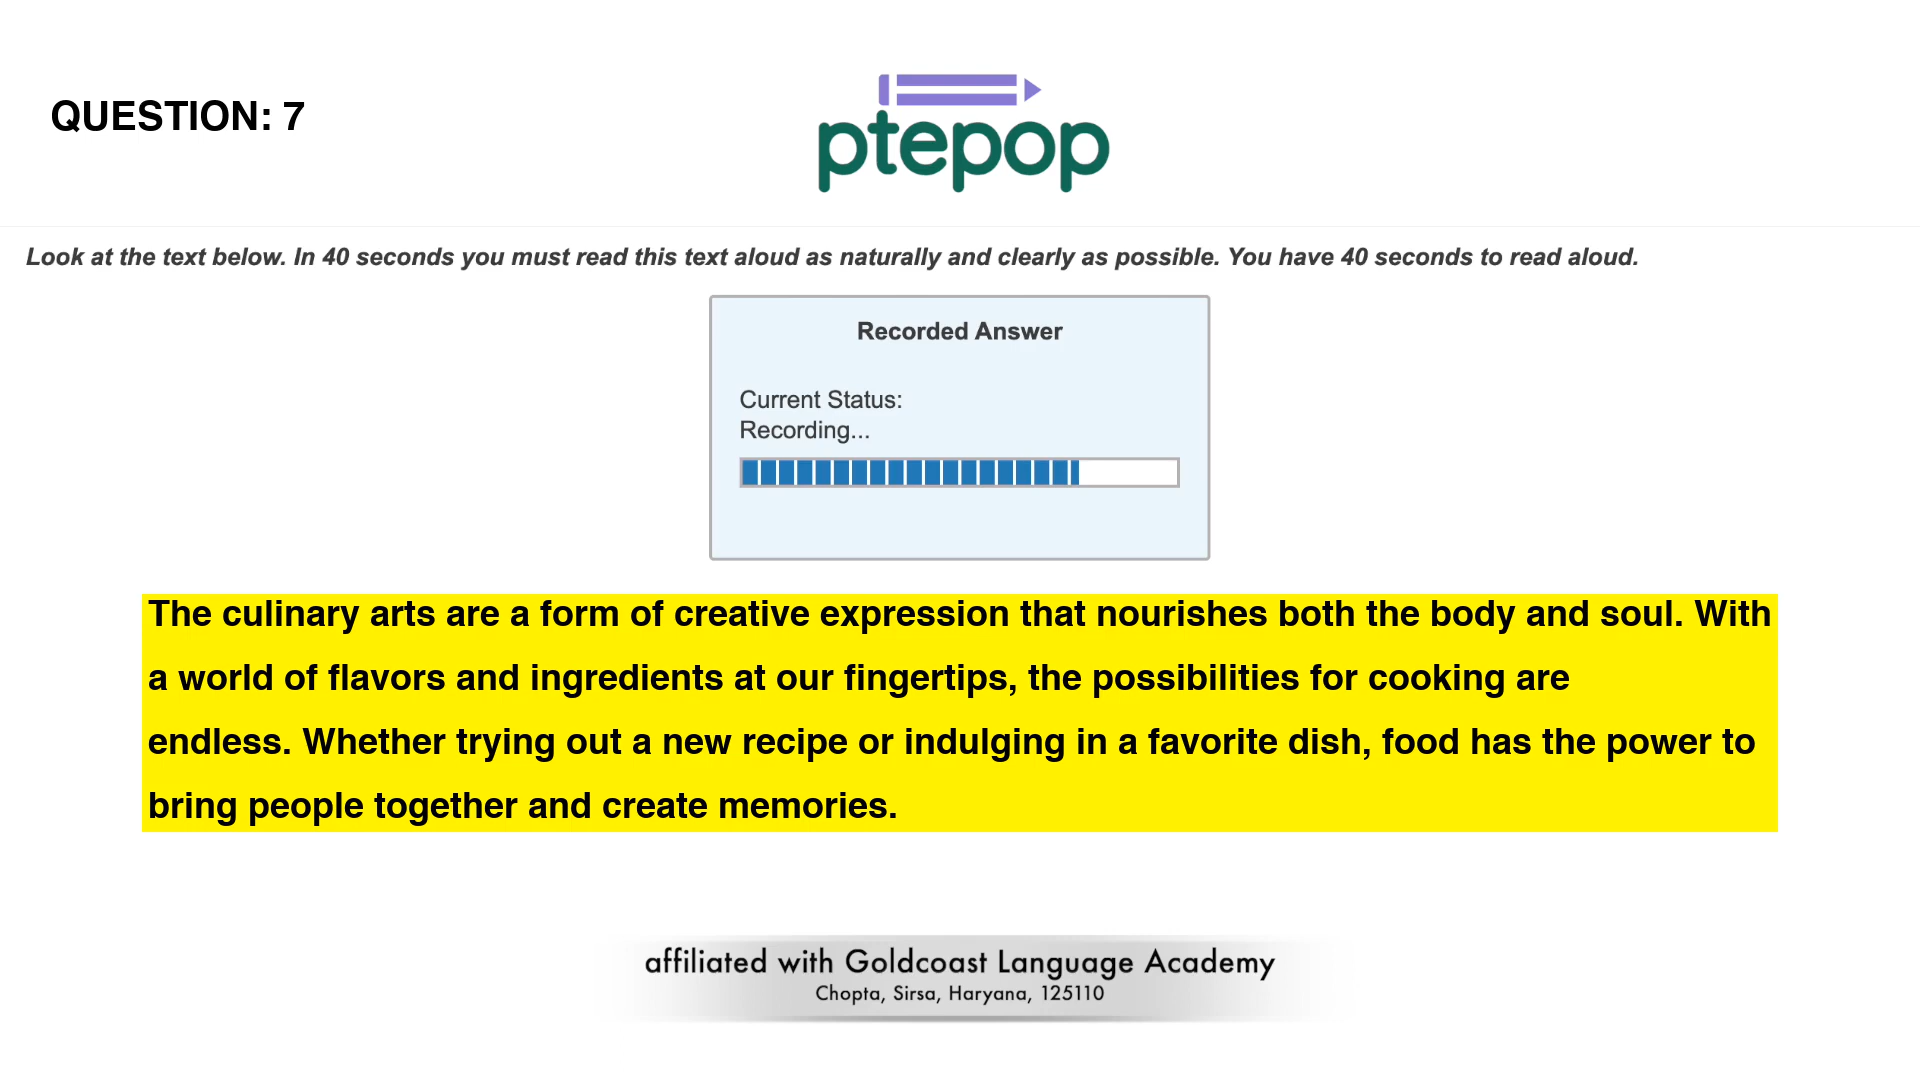 QUESTION: 7
ptepop
Look at the text below. In 40 seconds you must read this text aloud as naturally and clearly as possible. You have 40 seconds to read aloud.
Recorded Answer
Current Status:
Recording...
The culinary arts are a form of creative expression that nourishes both the body and soul. With
a world of flavors and ingredients at our fingertips, the possibilities for cooking are
endless. Whether trying out a new recipe or indulging in a favorite dish, food has the power to
bring people together and create memories.
affiliated with Goldcoast Language Academy
Chopta, Sirsa, Haryana, 125110